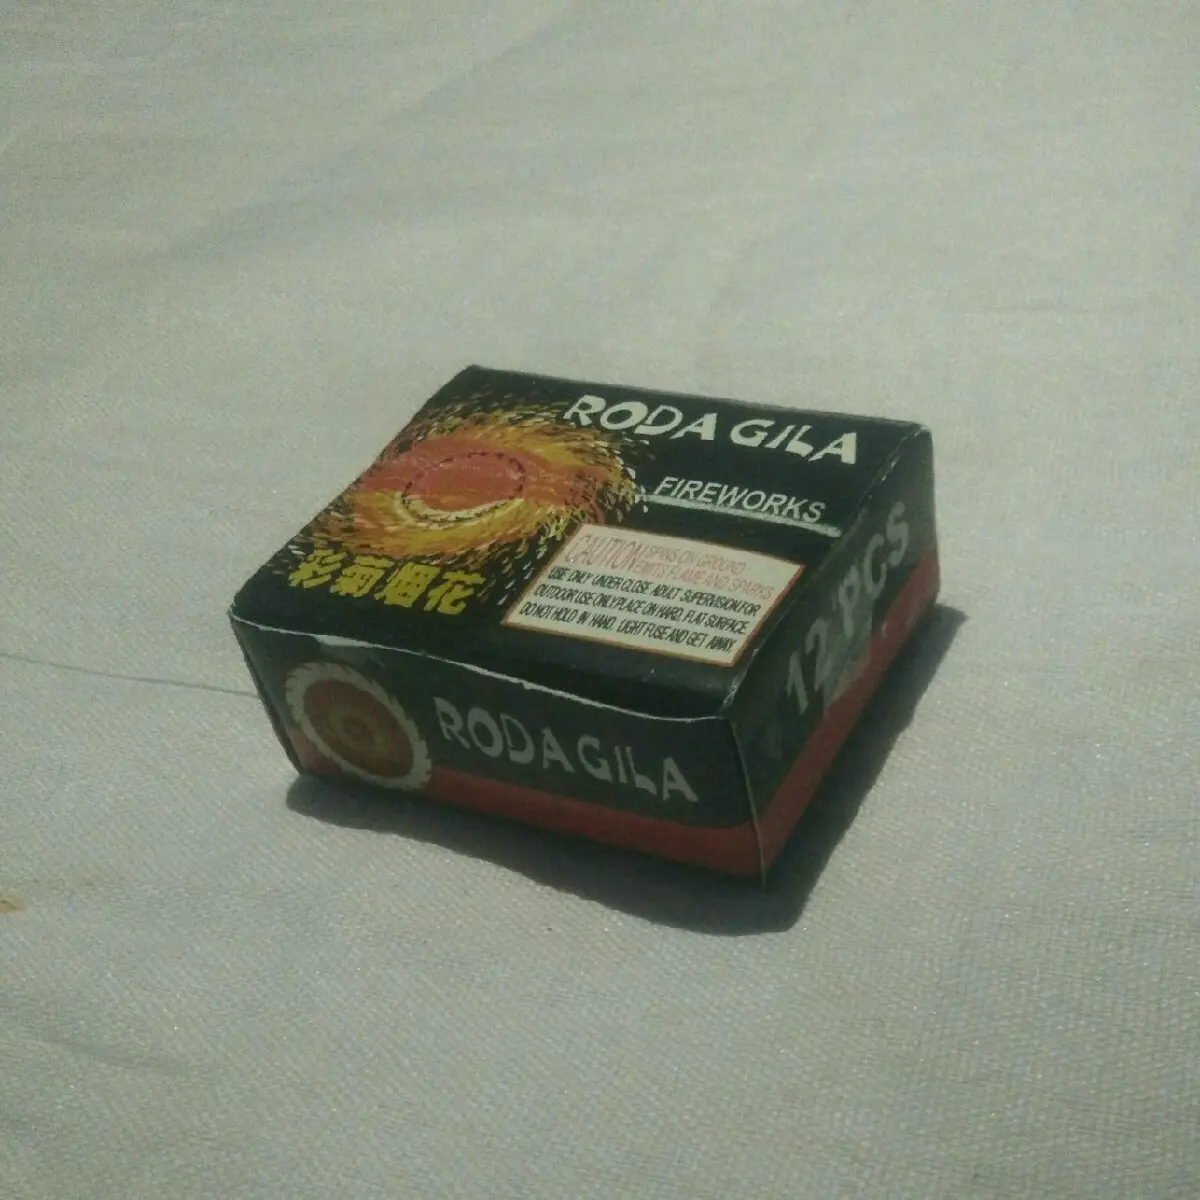 RODA GILA
FIREWORKS
彩菊烟花
CAUTION SPINS ON GROUND
EMITS FLAME AND SPARKS
USE ONLY UNDER CLOSE ADULT SUPERVISION.FOR
OUTDOOR USE ONLY.PLACE ON HARD, FLAT SURFACE.
DO NOT HOLD IN HAND. LIGHT FUSE AND GET AWAY.
RODA GILA
12 PCS